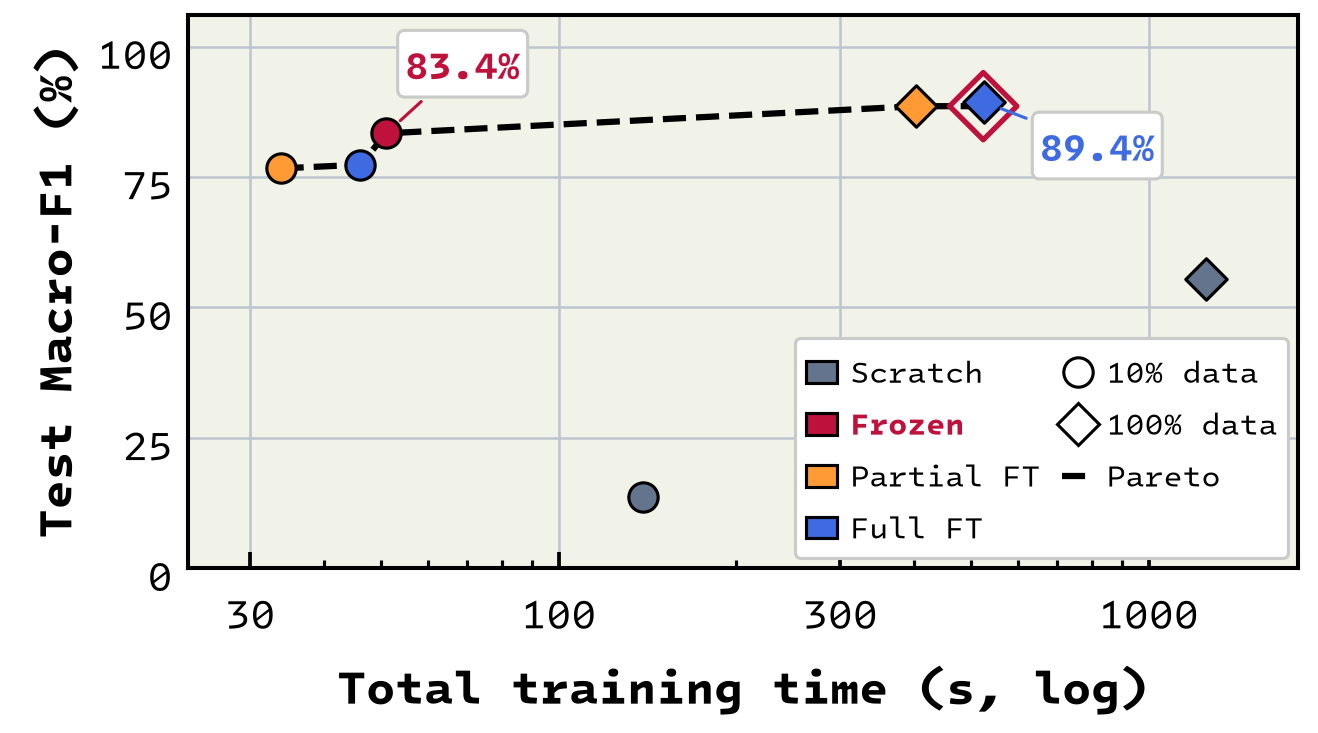 Test Macro-F1 (%)
100
75
50
25
0
83.4%
89.4%
Scratch
Frozen
Partial FT
Full FT
10% data
100% data
Pareto
30
100
300
1000
Total training time (s, log)